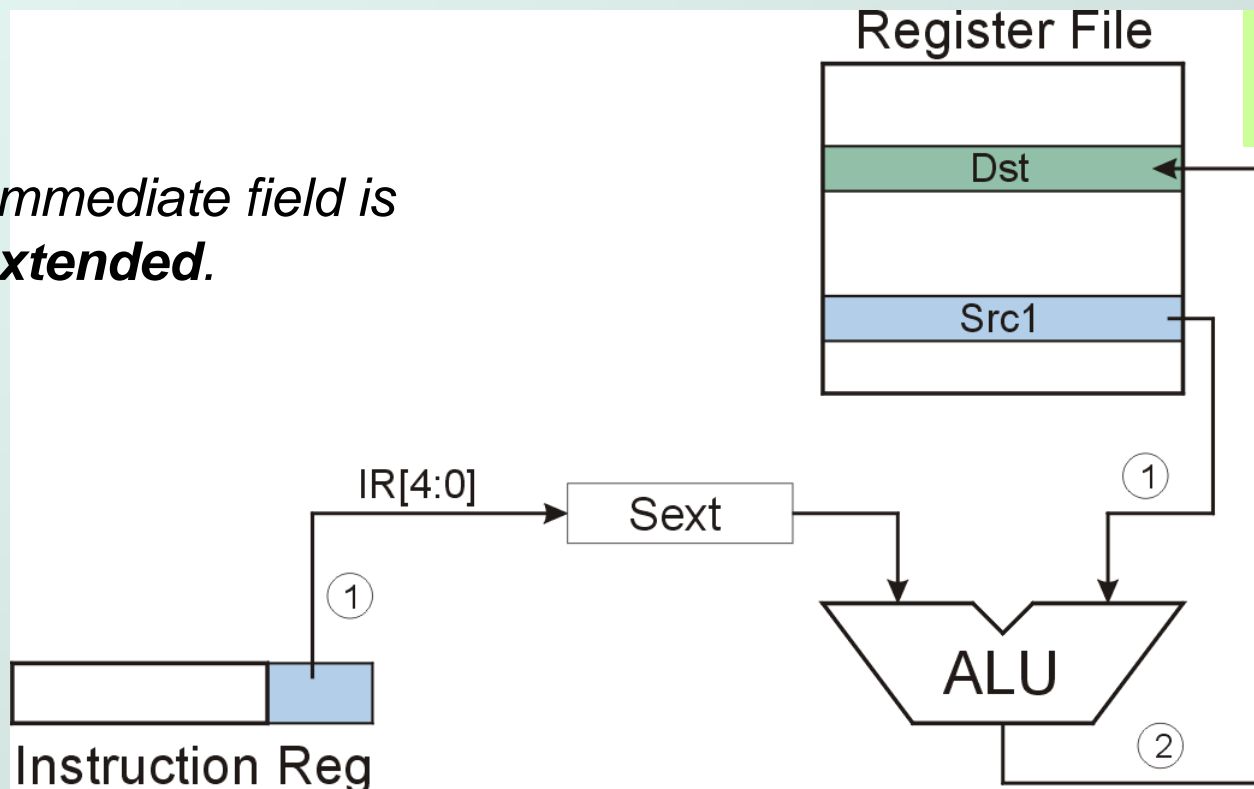 Register File
Dst
mmediate field is
xtended.
Src1
IR[4:0]
Sext
1
1
ALU
2
Instruction Reg